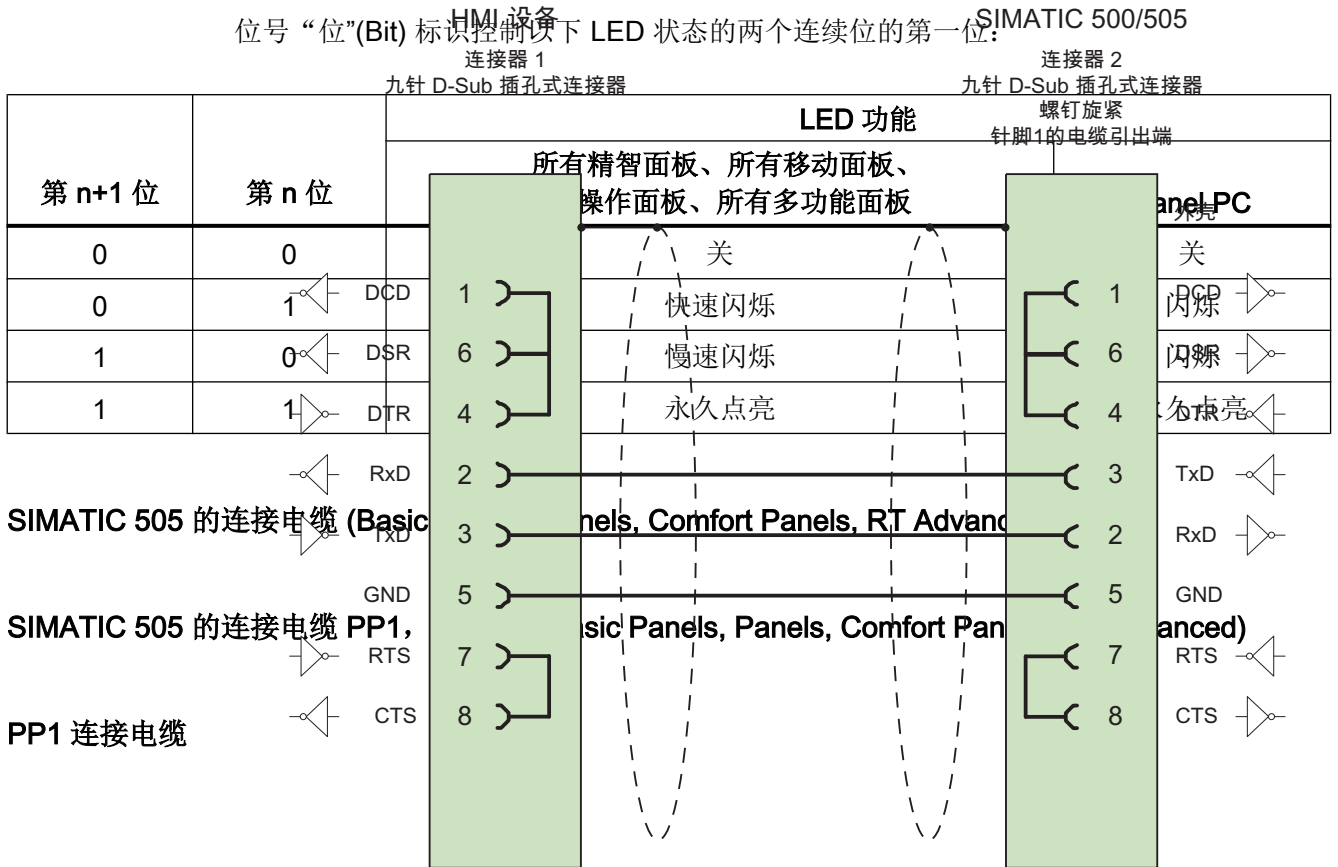 HMI 设备
SIMATIC 500/505
位号“位”(Bit) 标识控制以下 LED 状态的两个连续位的第一位：
连接器 1
连接器 2
九针 D-Sub 插孔式连接器
九针 D-Sub 插孔式连接器
螺钉旋紧
针脚1的电缆引出端
LED 功能
第 n+1 位
第 n 位
所有精智面板、所有移动面板、
操作面板、所有多功能面板
anel PC
外壳
0 0 关 关
0 1 快速闪烁 闪烁
1 0 慢速闪烁 闪烁
1 1 永久点亮 久点亮
DCD 1 1 DCD
DSR 6 6 DSR
DTR 4 4 DTR
RxD 2 3 TxD
TxD 3 2 RxD
GND 5 5 GND
RTS 7 7 RTS
CTS 8 8 CTS
SIMATIC 505 的连接电缆 (Basic nels, Comfort Panels, RT Advanc
SIMATIC 505 的连接电缆 PP1， sic Panels, Panels, Comfort Pan anced)
PP1 连接电缆